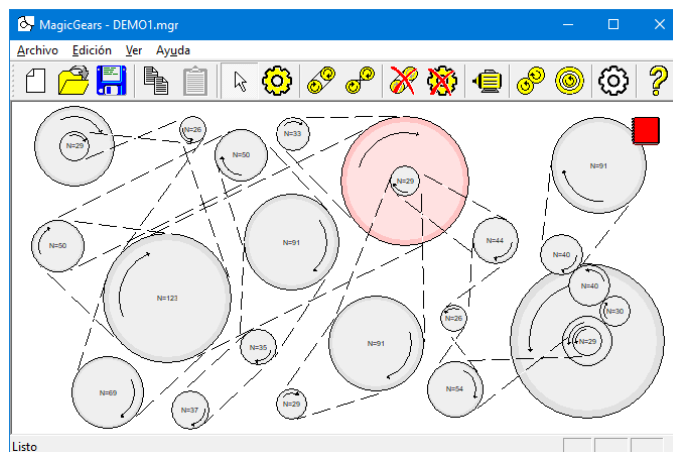 MagicGears - DEMO1.mgr
Archivo Edición Ver Ayuda
N=29
N=26
N=50
N=33
N=29
N=91
N=50
N=91
N=44
N=40
N=40
N=123
N=26
N=30
N=35
N=91
N=29
N=69
N=37
N=29
N=54
Listo